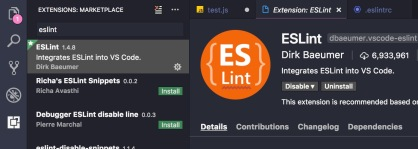 EXTENSIONS: MARKETPLACE
eslint
ESLint 1.4.8
Integrates ESLint into VS Code.
Dirk Baeumer
Richa's ESLint Snippets 0.0.2
Richa Avasthi
Install
Debugger ESLint disable line 0.0.3
Pierre Marchal
Install
eslint-disable-snippets
test.js
Extension: ESLint
.eslintrc
ES
Lint
ESLint dbaeumer.vscode-eslint
Dirk Baeumer
6,933,961
Integrates ESLint into VS Code.
Disable
Uninstall
This extension is recommended based o
Details Contributions Changelog Dependencies